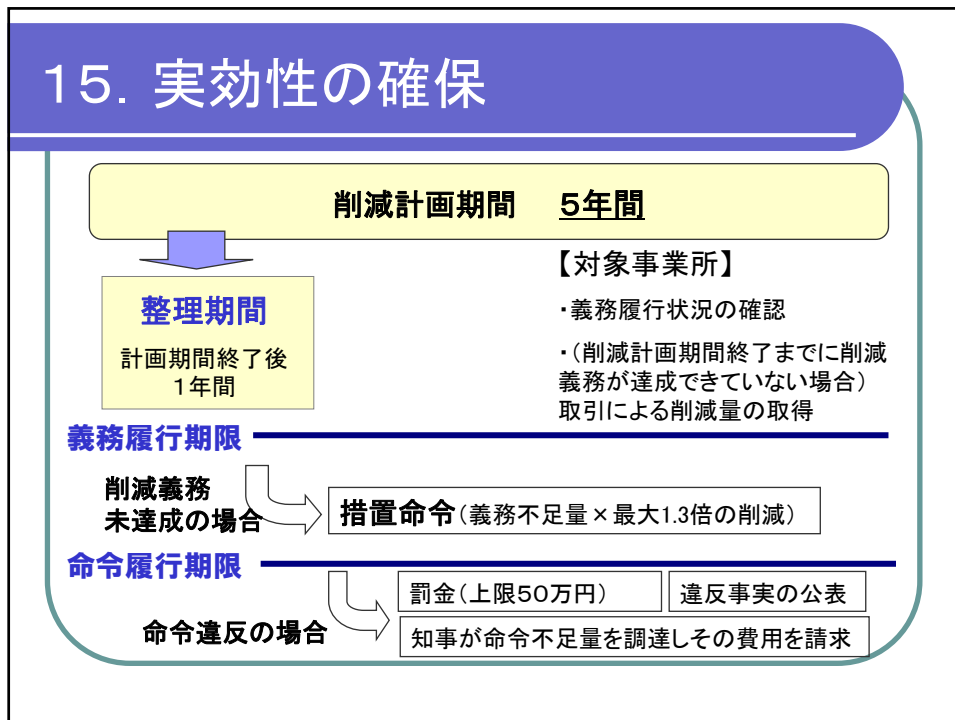 15．実効性の確保
削減計画期間　5年間
整理期間
計画期間終了後
1年間
【対象事業所】
・義務履行状況の確認
・（削減計画期間終了までに削減
義務が達成できていない場合）
取引による削減量の取得
義務履行期限
削減義務
未達成の場合
措置命令（義務不足量×最大1.3倍の削減）
命令履行期限
命令違反の場合
罰金（上限50万円）
違反事実の公表
知事が命令不足量を調達しその費用を請求